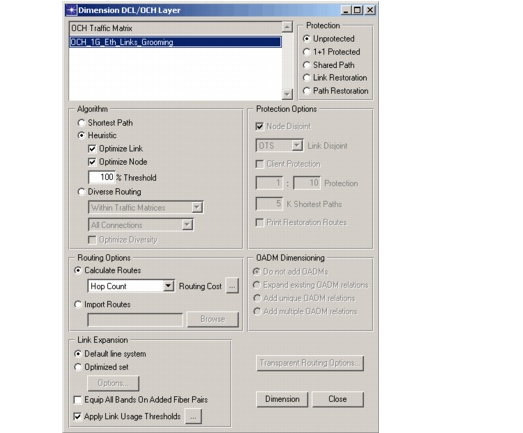 Dimension DCL/OCH Layer
OCH Traffic Matrix
OCH_1G_Eth_Links_Grooming
Protection
Unprotected
1+1 Protected
Shared Path
Link Restoration
Path Restoration
Algorithm
Shortest Path
Heuristic
Optimize Link
Optimize Node
100 % Threshold
Diverse Routing
Within Traffic Matrices
All Connections
Optimize Diversity
Protection Options
Node Disjoint
OTS Link Disjoint
Client Protection
1 : 10 Protection
5 K Shortest Paths
Print Restoration Routes
Routing Options
Calculate Routes
Hop Count Routing Cost ...
Import Routes
Browse
OADM Dimensioning
Do not add OADMs
Expand existing OADM relations
Add unique OADM relations
Add multiple OADM relations
Link Expansion
Default line system
Optimized set
Options...
Equip All Bands On Added Fiber Pairs
Apply Link Usage Thresholds ...
Transparent Routing Options...
Dimension Close